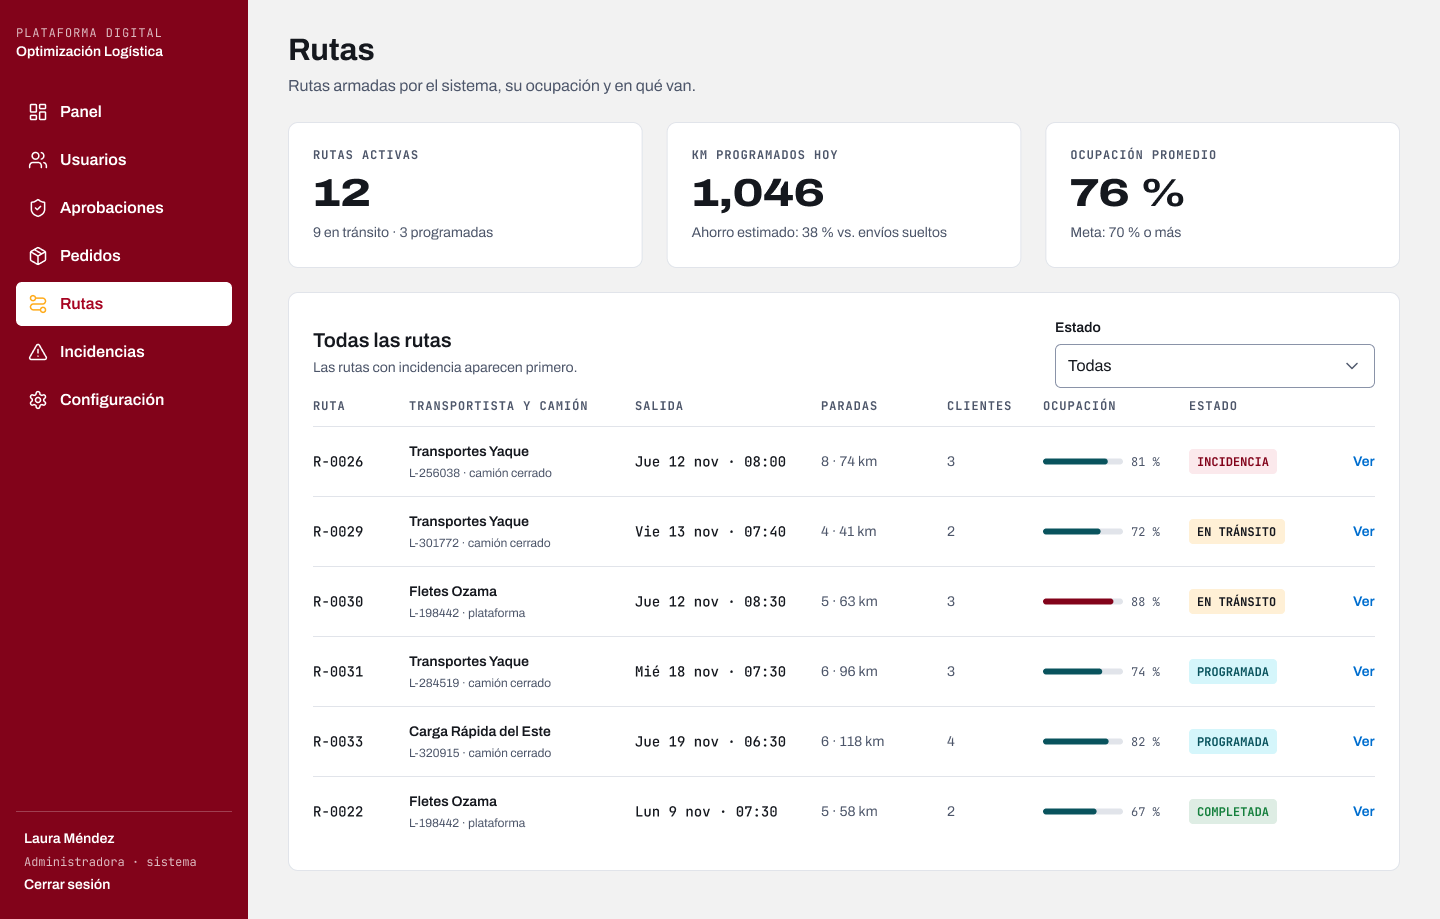 PLATAFORMA DIGITAL
Optimización Logística
Panel
Usuarios
Aprobaciones
Pedidos
Rutas
Incidencias
Configuración
Laura Méndez
Administradora · sistema
Cerrar sesión
Rutas
Rutas armadas por el sistema, su ocupación y en qué van.
RUTAS ACTIVAS
12
9 en tránsito · 3 programadas
KM PROGRAMADOS HOY
1,046
Ahorro estimado: 38 % vs. envíos sueltos
OCUPACIÓN PROMEDIO
76 %
Meta: 70 % o más
Todas las rutas
Las rutas con incidencia aparecen primero.
Estado
Todas
RUTA TRANSPORTISTA Y CAMIÓN SALIDA PARADAS CLIENTES OCUPACIÓN ESTADO
R-0026 Transportes Yaque Jue 12 nov · 08:00 8 · 74 km 3 81 % INCIDENCIA Ver
L-256038 · camión cerrado
R-0029 Transportes Yaque Vie 13 nov · 07:40 4 · 41 km 2 72 % EN TRÁNSITO Ver
L-301772 · camión cerrado
R-0030 Fletes Ozama Jue 12 nov · 08:30 5 · 63 km 3 88 % EN TRÁNSITO Ver
L-198442 · plataforma
R-0031 Transportes Yaque Mié 18 nov · 07:30 6 · 96 km 3 74 % PROGRAMADA Ver
L-284519 · camión cerrado
R-0033 Carga Rápida del Este Jue 19 nov · 06:30 6 · 118 km 4 82 % PROGRAMADA Ver
L-320915 · camión cerrado
R-0022 Fletes Ozama Lun 9 nov · 07:30 5 · 58 km 2 67 % COMPLETADA Ver
L-198442 · plataforma